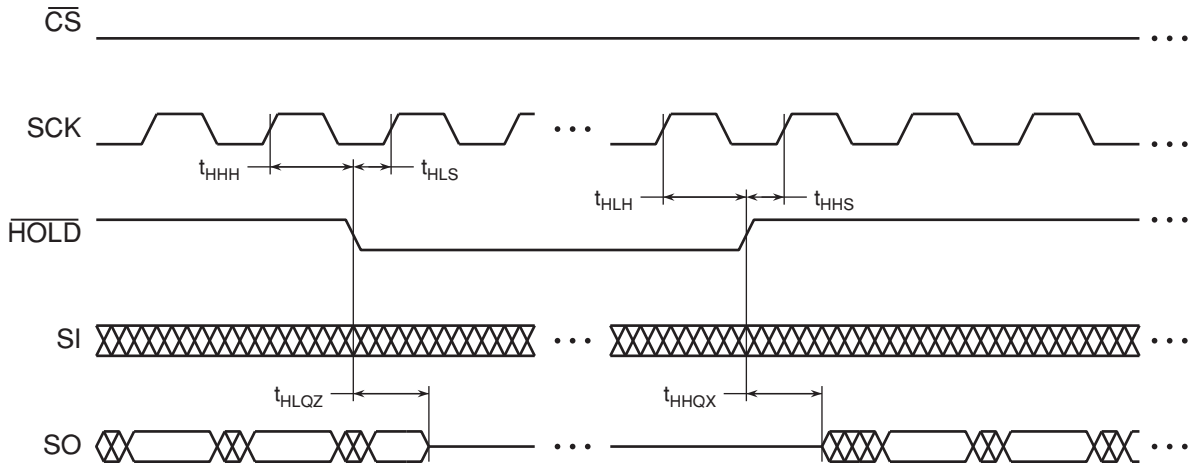 CS
SCK
tHHH
tHLS
tHLH
tHHS
HOLD
SI
tHLQZ
tHHQX
SO